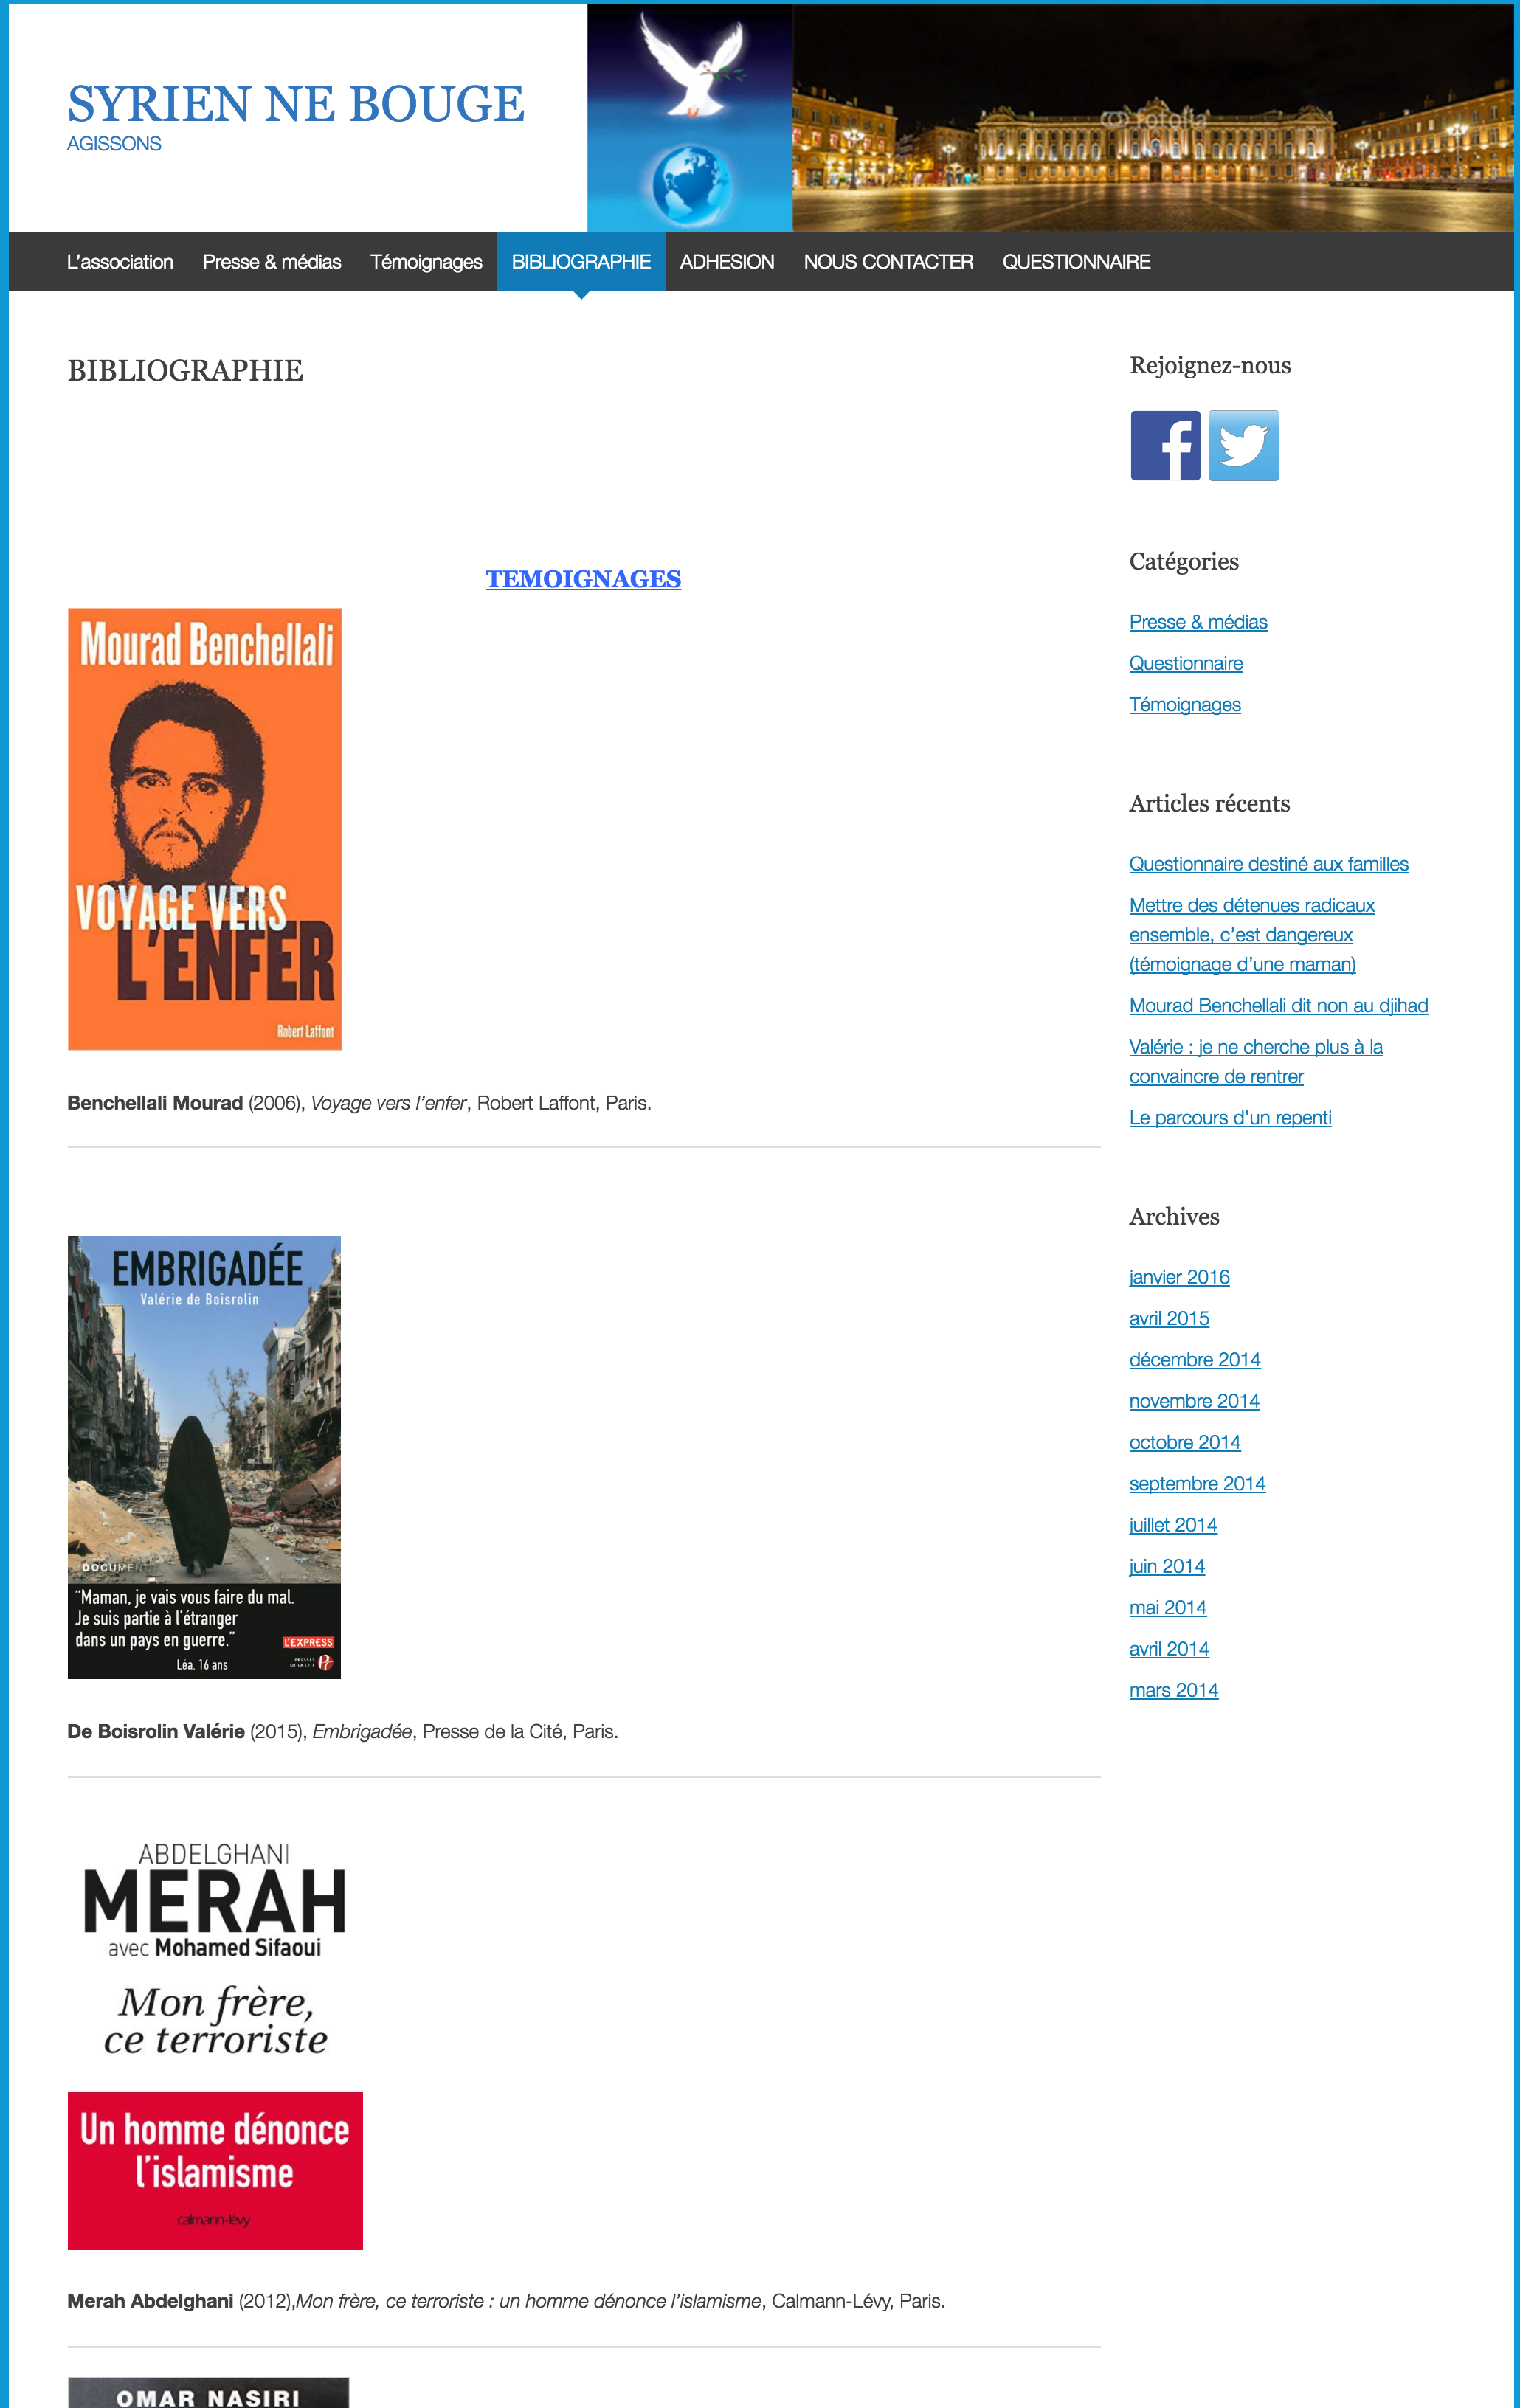 SYRIEN NE BOUGE
AGISSONS
fotolia
L’association Presse & médias Témoignages BIBLIOGRAPHIE ADHESION NOUS CONTACTER QUESTIONNAIRE
BIBLIOGRAPHIE
TEMOIGNAGES
Mourad Benchellali
VOYAGE VERS
L'ENFER
Robert Laffont
Benchellali Mourad (2006), Voyage vers l’enfer, Robert Laffont, Paris.
EMBRIGADÉE
Valérie de Boisrolin
DOCUMENT
"Maman, je vais vous faire du mal.
Je suis partie à l'étranger
dans un pays en guerre."
Léa, 16 ans
L'EXPRESS
PRESSES
DE LA CITÉ
De Boisrolin Valérie (2015), Embrigadée, Presse de la Cité, Paris.
ABDELGHANI
MERAH
avec Mohamed Sifaoui
Mon frère,
ce terroriste
Un homme dénonce
l'islamisme
calmann-lévy
Merah Abdelghani (2012),Mon frère, ce terroriste : un homme dénonce l’islamisme, Calmann-Lévy, Paris.
OMAR NASIRI
Rejoignez-nous
Catégories
Presse & médias
Questionnaire
Témoignages
Articles récents
Questionnaire destiné aux familles
Mettre des détenues radicaux
ensemble, c’est dangereux
(témoignage d’une maman)
Mourad Benchellali dit non au djihad
Valérie : je ne cherche plus à la
convaincre de rentrer
Le parcours d’un repenti
Archives
janvier 2016
avril 2015
décembre 2014
novembre 2014
octobre 2014
septembre 2014
juillet 2014
juin 2014
mai 2014
avril 2014
mars 2014